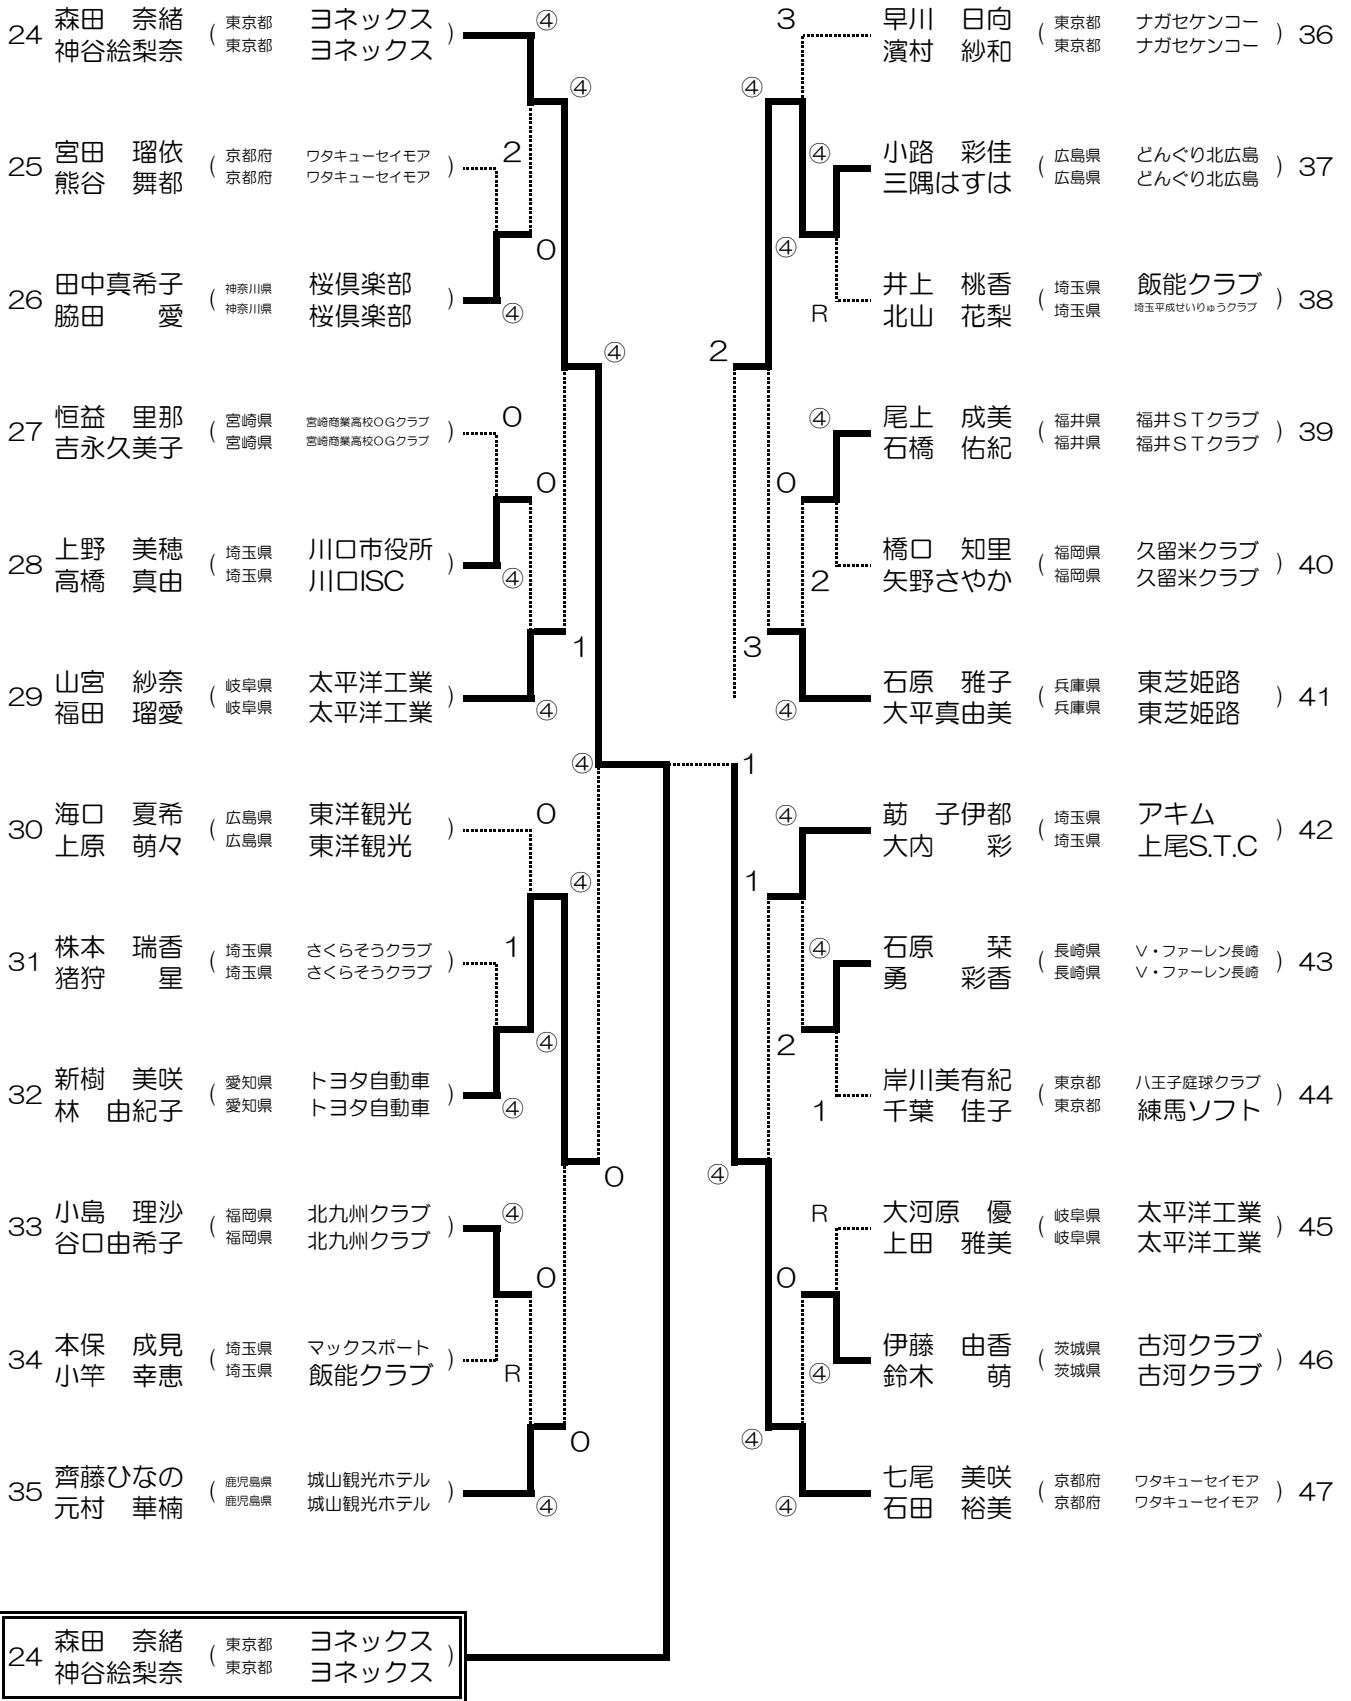 24 森田　奈緒 ( 東京都 ヨネックス )
神谷絵梨奈 東京都 ヨネックス
④
④
25 宮田　瑠依 ( 京都府 ワタキューセイモア )
熊谷　舞都 京都府 ワタキューセイモア
2
0
26 田中真希子 ( 神奈川県 桜倶楽部 )
脇田　　愛 神奈川県 桜倶楽部
④
④
27 恒益　里那 ( 宮崎県 宮崎商業高校OGクラブ )
吉永久美子 宮崎県 宮崎商業高校OGクラブ
0
0
28 上野　美穂 ( 埼玉県 川口市役所 )
高橋　真由 埼玉県 川口ISC
④
1
29 山宮　紗奈 ( 岐阜県 太平洋工業 )
福田　瑠愛 岐阜県 太平洋工業
④
④
30 海口　夏希 ( 広島県 東洋観光 )
上原　萌々 広島県 東洋観光
0
④
31 株本　瑞香 ( 埼玉県 さくらそうクラブ )
猪狩　　星 埼玉県 さくらそうクラブ
1
④
32 新樹　美咲 ( 愛知県 トヨタ自動車 )
林　由紀子 愛知県 トヨタ自動車
④
0
33 小島　理沙 ( 福岡県 北九州クラブ )
谷口由希子 福岡県 北九州クラブ
④
0
34 本保　成見 ( 埼玉県 マックスポート )
小竿　幸恵 埼玉県 飯能クラブ
R
0
35 齊藤ひなの ( 鹿児島県 城山観光ホテル )
元村　華楠 鹿児島県 城山観光ホテル
④
3
早川　日向 ( 東京都 ナガセケンコー ) 36
濱村　紗和 東京都 ナガセケンコー
④
④
小路　彩佳 ( 広島県 どんぐり北広島 ) 37
三隅はすは 広島県 どんぐり北広島
④
井上　桃香 ( 埼玉県 飯能クラブ ) 38
北山　花梨 埼玉県 埼玉平成せいりゅうクラブ
R
2
④
尾上　成美 ( 福井県 福井STクラブ ) 39
石橋　佑紀 福井県 福井STクラブ
0
橋口　知里 ( 福岡県 久留米クラブ ) 40
矢野さやか 福岡県 久留米クラブ
2
3
石原　雅子 ( 兵庫県 東芝姫路 ) 41
大平真由美 兵庫県 東芝姫路
④
1
④
莇　子伊都 ( 埼玉県 アキム ) 42
大内　　彩 埼玉県 上尾S.T.C
1
④
石原　　栞 ( 長崎県 V・ファーレン長崎 ) 43
勇　　彩香 長崎県 V・ファーレン長崎
2
岸川美有紀 ( 東京都 八王子庭球クラブ ) 44
千葉　佳子 東京都 練馬ソフト
1
④
R
大河原　優 ( 岐阜県 太平洋工業 ) 45
上田　雅美 岐阜県 太平洋工業
0
伊藤　由香 ( 茨城県 古河クラブ ) 46
鈴木　　萌 茨城県 古河クラブ
④
④
七尾　美咲 ( 京都府 ワタキューセイモア ) 47
石田　裕美 京都府 ワタキューセイモア
④
24 森田　奈緒 ( 東京都 ヨネックス )
神谷絵梨奈 東京都 ヨネックス